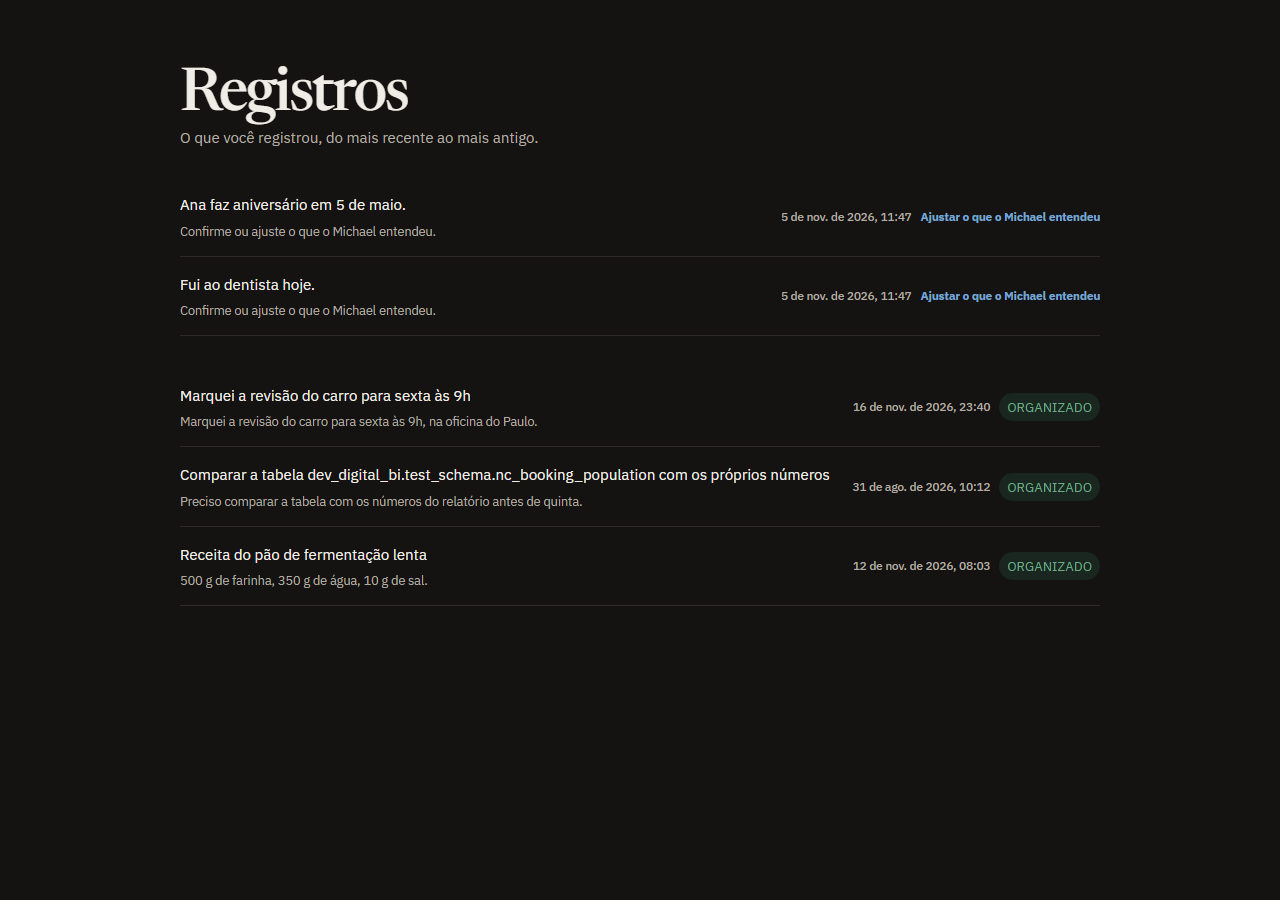 Registros
O que você registrou, do mais recente ao mais antigo.
Ana faz aniversário em 5 de maio.
Confirme ou ajuste o que o Michael entendeu.
5 de nov. de 2026, 11:47 Ajustar o que o Michael entendeu
Fui ao dentista hoje.
Confirme ou ajuste o que o Michael entendeu.
5 de nov. de 2026, 11:47 Ajustar o que o Michael entendeu
Marquei a revisão do carro para sexta às 9h
Marquei a revisão do carro para sexta às 9h, na oficina do Paulo.
16 de nov. de 2026, 23:40 ORGANIZADO
Comparar a tabela dev_digital_bi.test_schema.nc_booking_population com os próprios números
Preciso comparar a tabela com os números do relatório antes de quinta.
31 de ago. de 2026, 10:12 ORGANIZADO
Receita do pão de fermentação lenta
500 g de farinha, 350 g de água, 10 g de sal.
12 de nov. de 2026, 08:03 ORGANIZADO